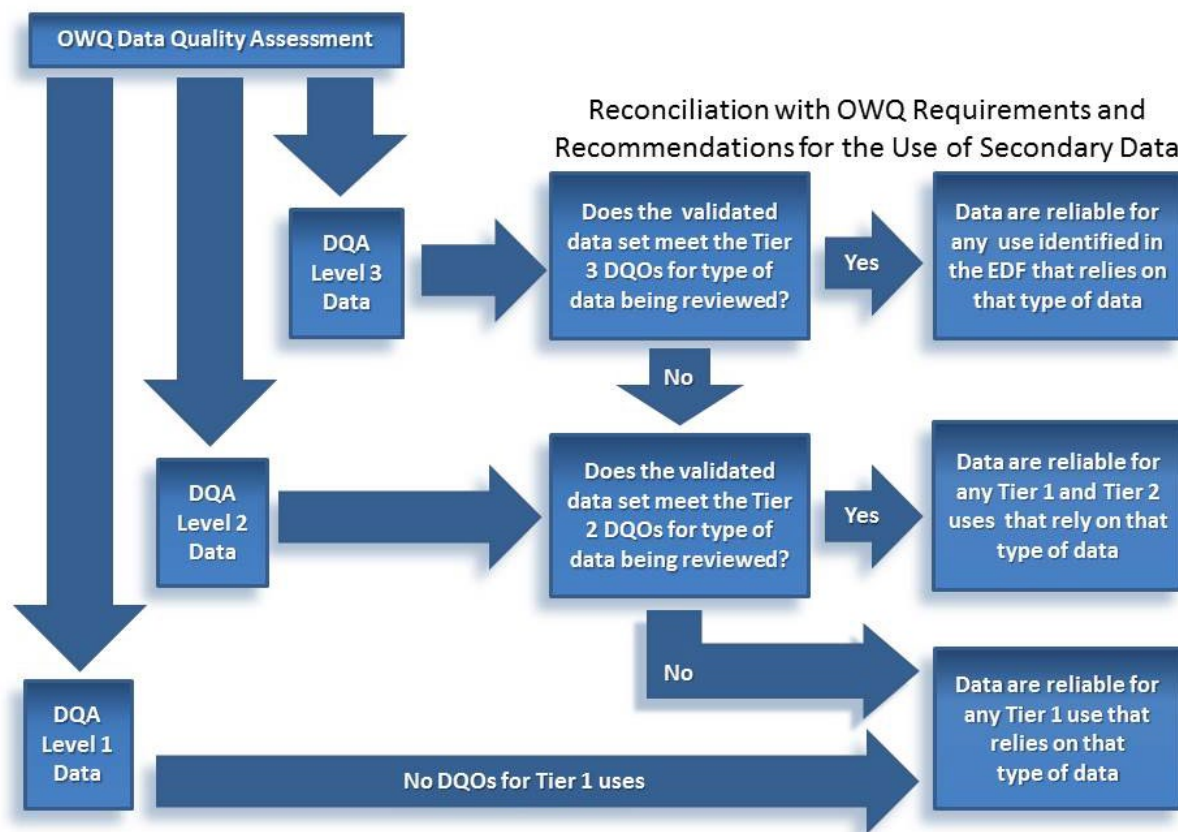 OWQ Data Quality Assessment
Reconciliation with OWQ Requirements and
Recommendations for the Use of Secondary Data
DQA
Level 3
Data
Does the validated
data set meet the Tier
3 DQOs for type of
data being reviewed?
Yes
Data are reliable for
any use identified in
the EDF that relies on
that type of data
No
DQA
Level 2
Data
Does the validated
data set meet the Tier
2 DQOs for type of
data being reviewed?
Yes
Data are reliable for
any Tier 1 and Tier 2
uses that rely on that
type of data
No
DQA
Level 1
Data
No DQOs for Tier 1 uses
Data are reliable for
any Tier 1 use that
relies on that
type of data